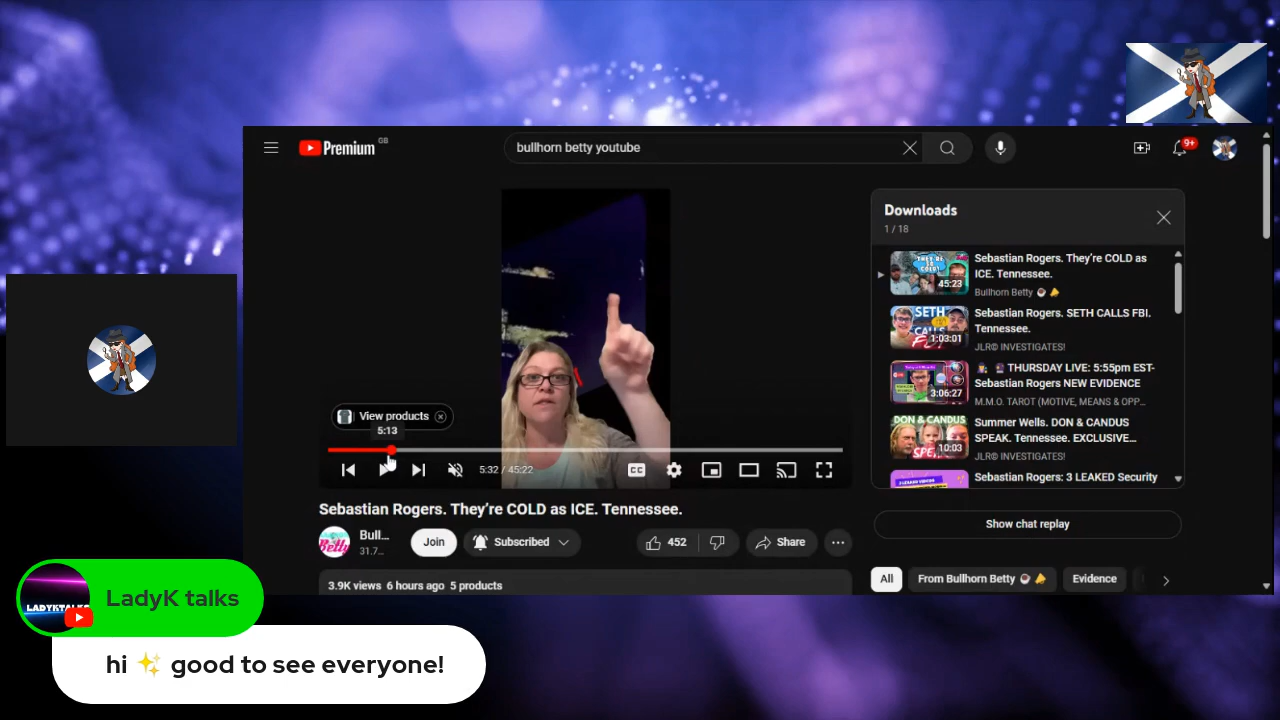 Premium GB
bullhorn betty youtube
9+
View products
5:13
5:32 / 45:22
CC
Sebastian Rogers. They're COLD as ICE. Tennessee.
Bull...
31.7...
Join
Subscribed
452
Share
3.9K views 6 hours ago 5 products
Downloads
1 / 18
45:23
Sebastian Rogers. They're COLD as
ICE. Tennessee.
Bullhorn Betty
SETH
1:03:01
Sebastian Rogers. SETH CALLS FBI.
Tennessee.
JLR© INVESTIGATES!
3:06:27
THURSDAY LIVE: 5:55pm EST-
Sebastian Rogers NEW EVIDENCE
M.M.O. TAROT (MOTIVE, MEANS & OPP...
10:03
Summer Wells. DON & CANDUS
SPEAK. Tennessee. EXCLUSIVE...
JLR© INVESTIGATES!
Sebastian Rogers: 3 LEAKED Security
Show chat replay
All
From Bullhorn Betty
Evidence
LADYKTALKS
LadyK talks
hi ✨ good to see everyone!